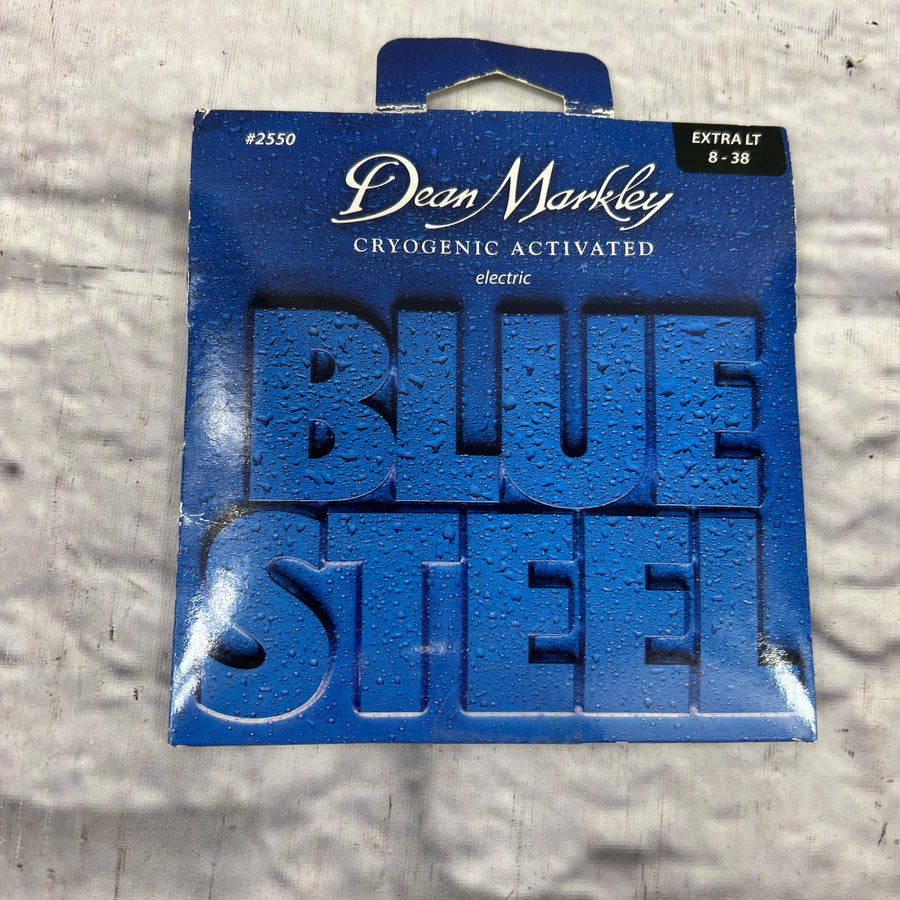 #2550
EXTRA LT
8 - 38
Dean Markley
CRYOGENIC ACTIVATED
electric
BLUE
STEEL